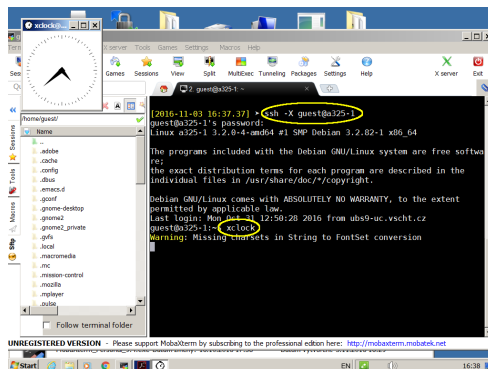 xclock@...
Term
X server Tools Games Settings Macros Help
Games Sessions View Split MultiExec Tunneling Packages Settings Help X server Exit
2. guest@a325-1: ~
/home/guest/
Name
..
.adobe
.cache
.config
.dbus
.emacs.d
.gconf
.gnome-desktop
.gnome2
.gnome2_private
.gvfs
.local
.macromedia
.mc
.mission-control
.mozilla
.mplayer
.pulse
Sessions
Tools
Macros
Sftp
Follow terminal folder
[2016-11-03 16:37.37] ➤ ssh -X guest@a325-1
guest@a325-1's password:
Linux a325-1 3.2.0-4-amd64 #1 SMP Debian 3.2.82-1 x86_64
The programs included with the Debian GNU/Linux system are free softwa
re;
the exact distribution terms for each program are described in the
individual files in /usr/share/doc/*/copyright.
Debian GNU/Linux comes with ABSOLUTELY NO WARRANTY, to the extent
permitted by applicable law.
Last login: Mon Oct 31 12:50:28 2016 from ubs9-uc.vscht.cz
guest@a325-1:~$ xclock
Warning: Missing charsets in String to FontSet conversion
UNREGISTERED VERSION - Please support MobaXterm by subscribing to the professional edition here: http://mobaxterm.mobatek.net
Start EN 16:38